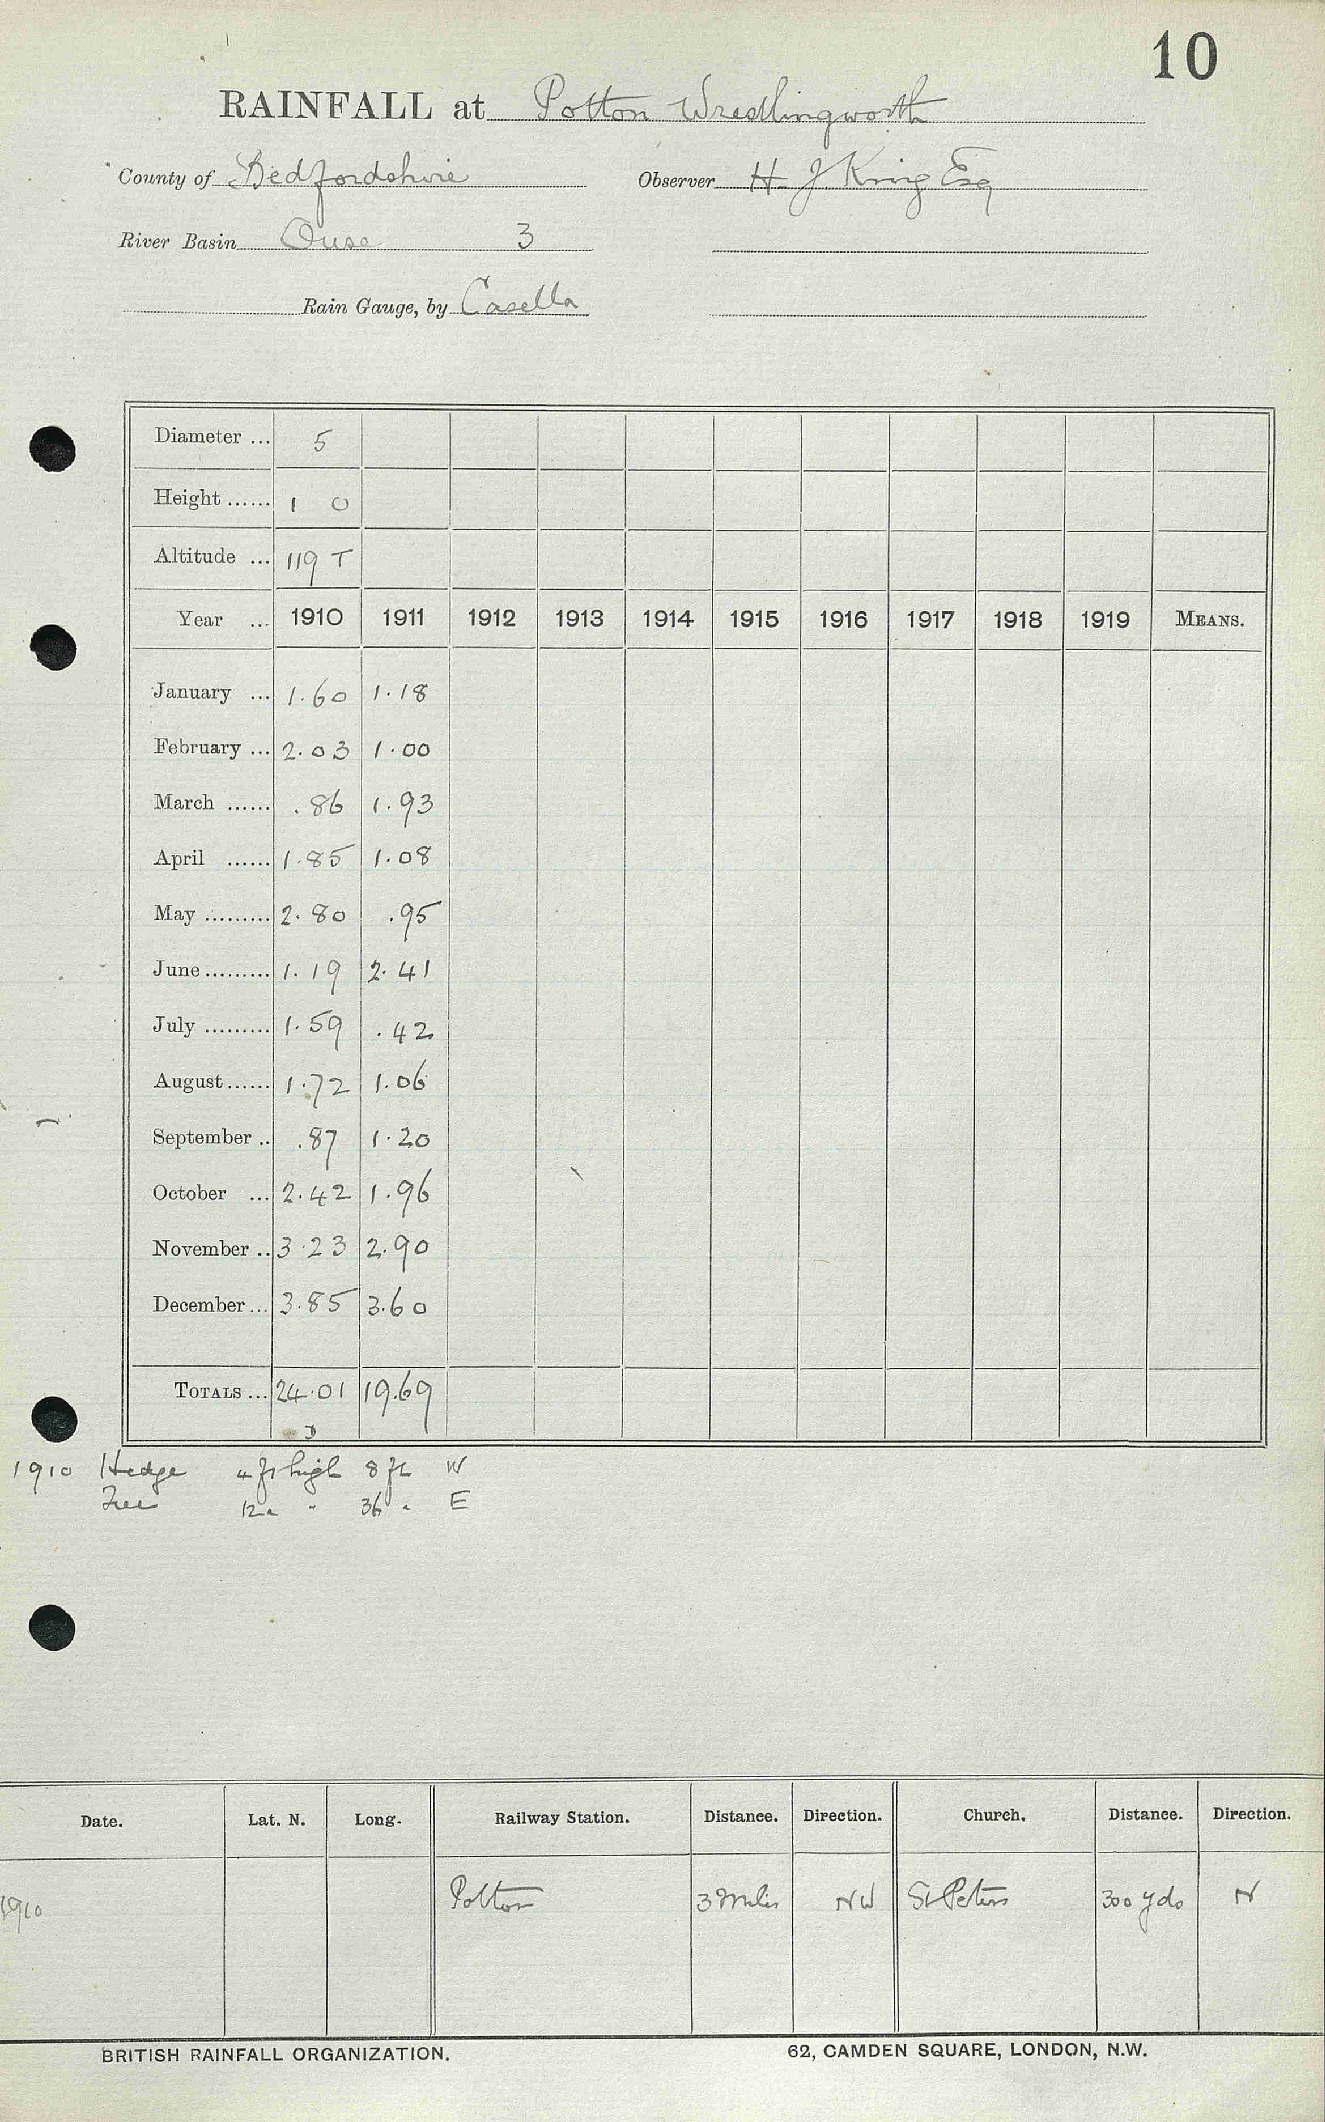 10
RAINFALL at Potton Wredlingworth
County of Bedfordshire Observer H. J King Esq
River Basin Ouse 3
Rain Gauge, by Casella
Diameter ... 5
Height ...... 1 0
Altitude ... 119 T
Year ... 1910 1911 1912 1913 1914 1915 1916 1917 1918 1919 MEANS.
January ... 1.60 1.18
February ... 2.03 1.00
March ...... .86 1.93
April ...... 1.85 1.08
May ......... 2.80 .95
June ......... 1.19 2.41
July ......... 1.59 .42
August ...... 1.72 1.06
September .. .87 1.20
October ... 2.42 1.96
November .. 3.23 2.90
December ... 3.85 3.60
TOTALS ... 24.01 19.69
1910 Hedge 4 ft high 8 ft W
Tree 12 " " 36 " E
Date. Lat. N. Long. Railway Station. Distance. Direction. Church. Distance. Direction.
1910 Potton 3 miles NW St Peters 300 yds N
BRITISH RAINFALL ORGANIZATION. 62, CAMDEN SQUARE, LONDON, N.W.